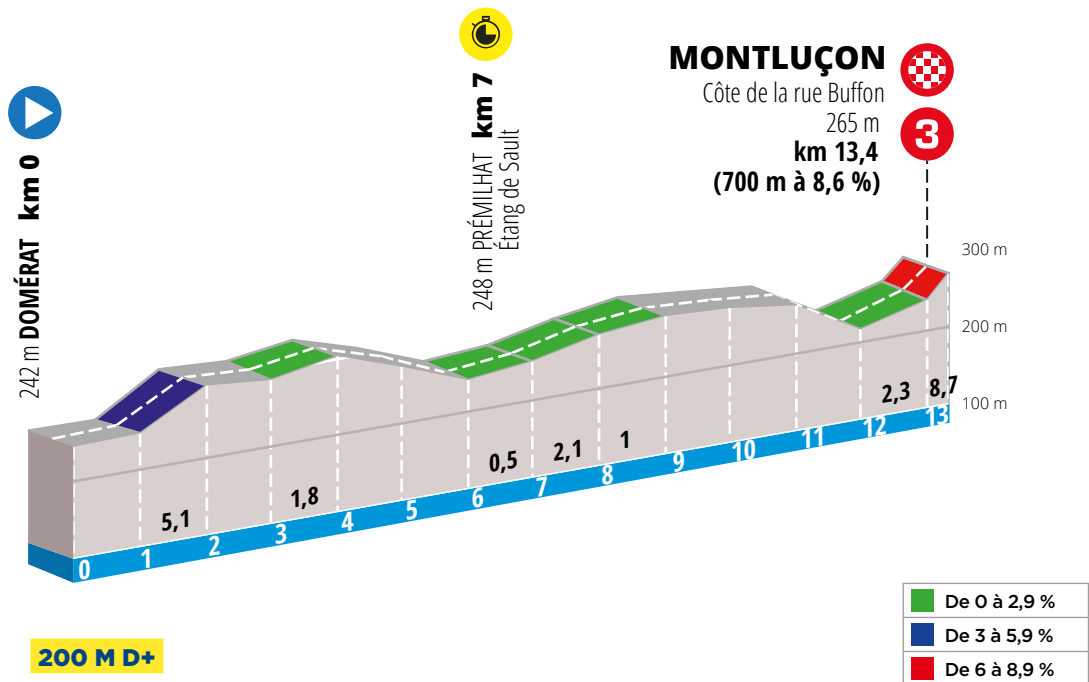 242 m DOMÉRAT km 0
248 m PRÉMILHAT km 7
Étang de Sault
MONTLUÇON
Côte de la rue Buffon
265 m
3
km 13,4
(700 m à 8,6 %)
300 m
200 m
100 m
5,1
1,8
0,5
2,1
1
2,3
8,7
0
1
2
3
4
5
6
7
8
9
10
11
12
13
200 M D+
De 0 à 2,9 %
De 3 à 5,9 %
De 6 à 8,9 %